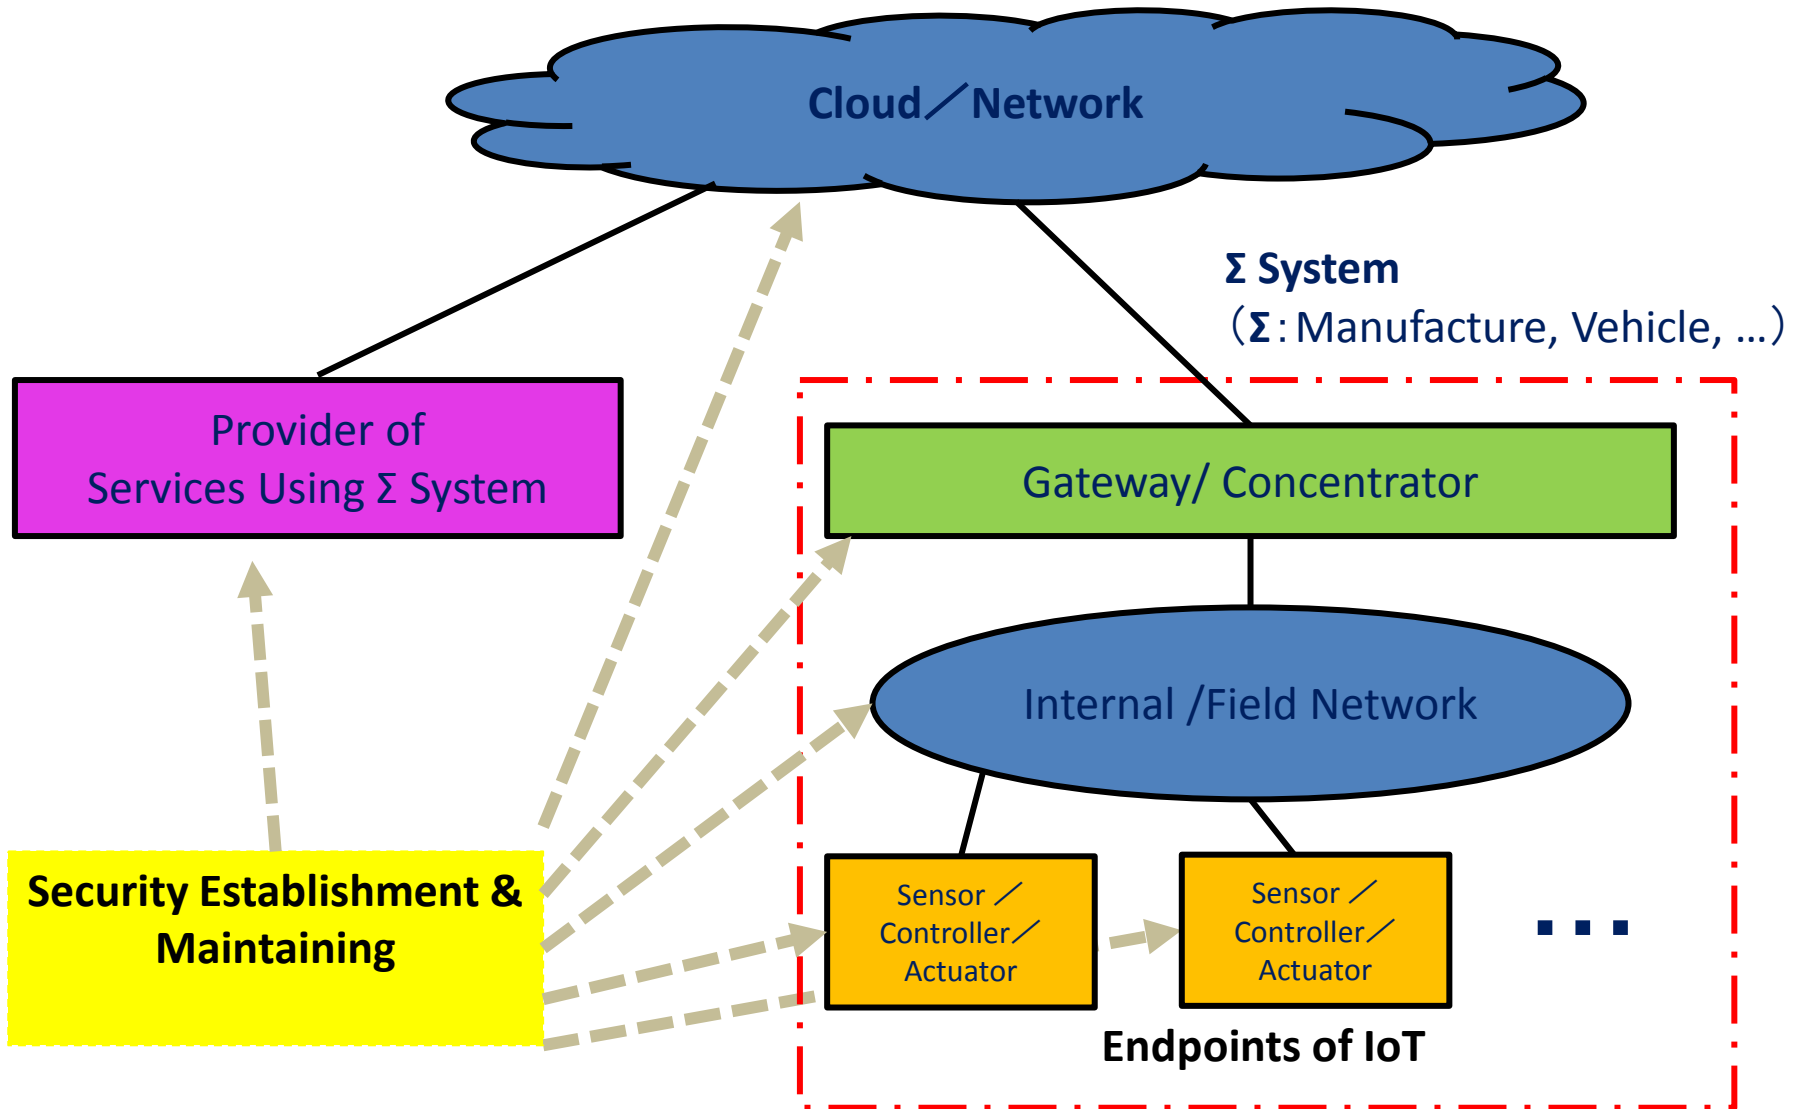 Cloud／Network
Σ System
（Σ：Manufacture, Vehicle, …）
Provider of
Services Using Σ System
Gateway/ Concentrator
Internal /Field Network
Security Establishment &
Maintaining
Sensor／
Controller／
Actuator
Sensor／
Controller／
Actuator
…
Endpoints of IoT